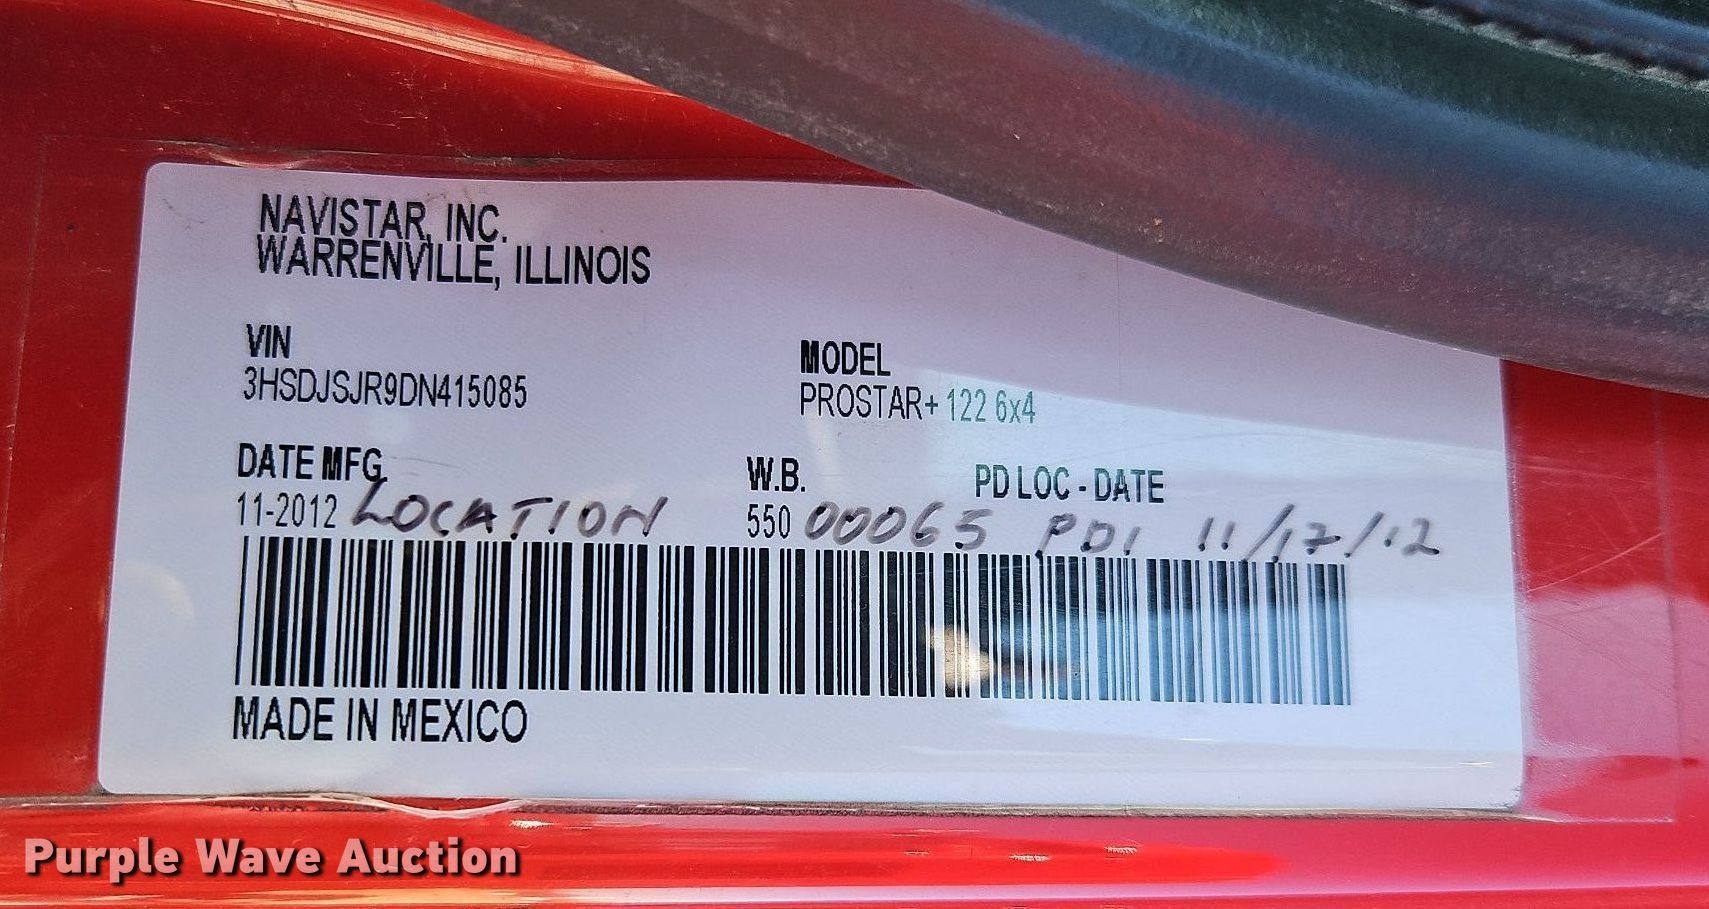 NAVISTAR, INC.
WARRENVILLE, ILLINOIS
VIN
3HSDJSJR9DN415085
MODEL
PROSTAR+ 122 6x4
DATE MFG.
11-2012 LOCATION
W.B.
550 00065
PD LOC - DATE
PDI 11/17/12
MADE IN MEXICO
Purple Wave Auction